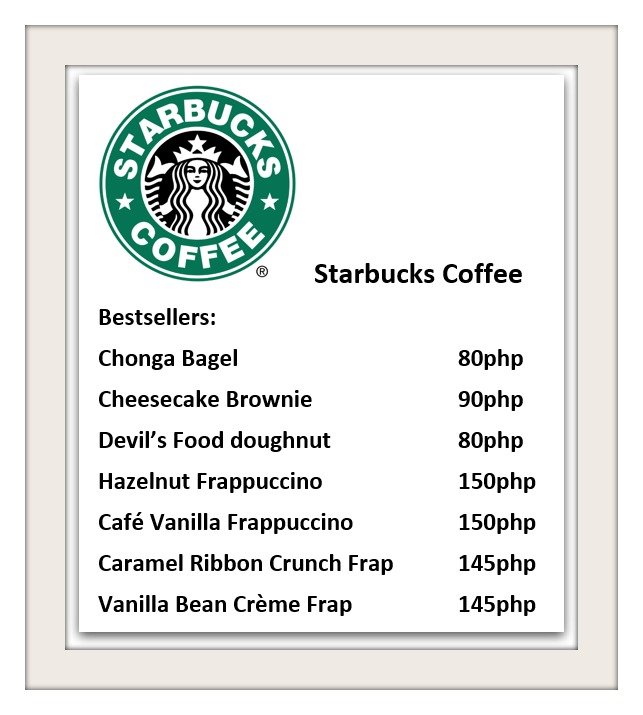 STARBUCKS
COFFEE
®
Starbucks Coffee
Bestsellers:
Chonga Bagel 80php
Cheesecake Brownie 90php
Devil’s Food doughnut 80php
Hazelnut Frappuccino 150php
Café Vanilla Frappuccino 150php
Caramel Ribbon Crunch Frap 145php
Vanilla Bean Crème Frap 145php